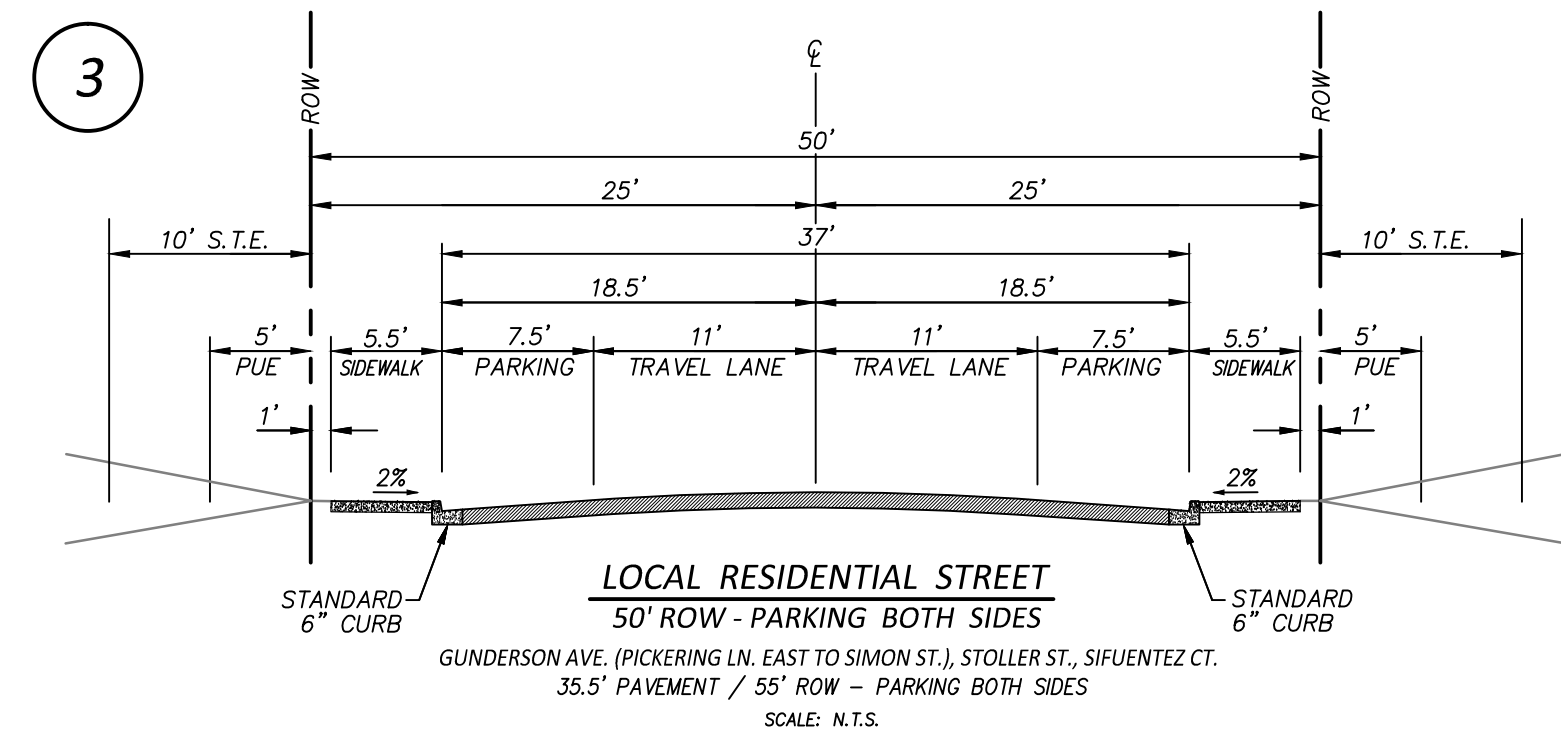 3
ROW
℄
ROW
50'
25' 25'
10' S.T.E. 37' 10' S.T.E.
18.5' 18.5'
5' 5.5' 7.5' 11' 11' 7.5' 5.5' 5'
PUE SIDEWALK PARKING TRAVEL LANE TRAVEL LANE PARKING SIDEWALK PUE
1' 1'
2% 2%
STANDARD
6" CURB
LOCAL RESIDENTIAL STREET
50' ROW - PARKING BOTH SIDES
STANDARD
6" CURB
GUNDERSON AVE. (PICKERING LN. EAST TO SIMON ST.), STOLLER ST., SIFUENTEZ CT.
35.5' PAVEMENT / 55' ROW – PARKING BOTH SIDES
SCALE: N.T.S.